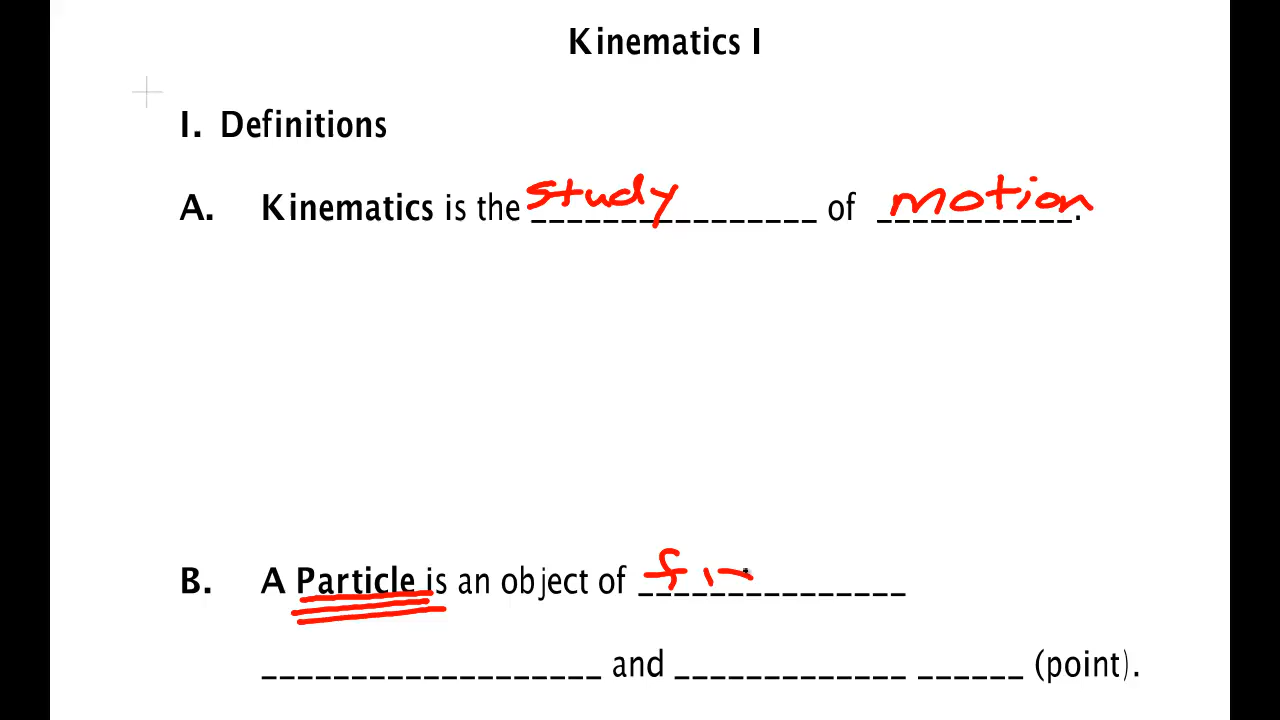 Kinematics I
I. Definitions
A. Kinematics is the study of motion.
B. A Particle is an object of
and (point).